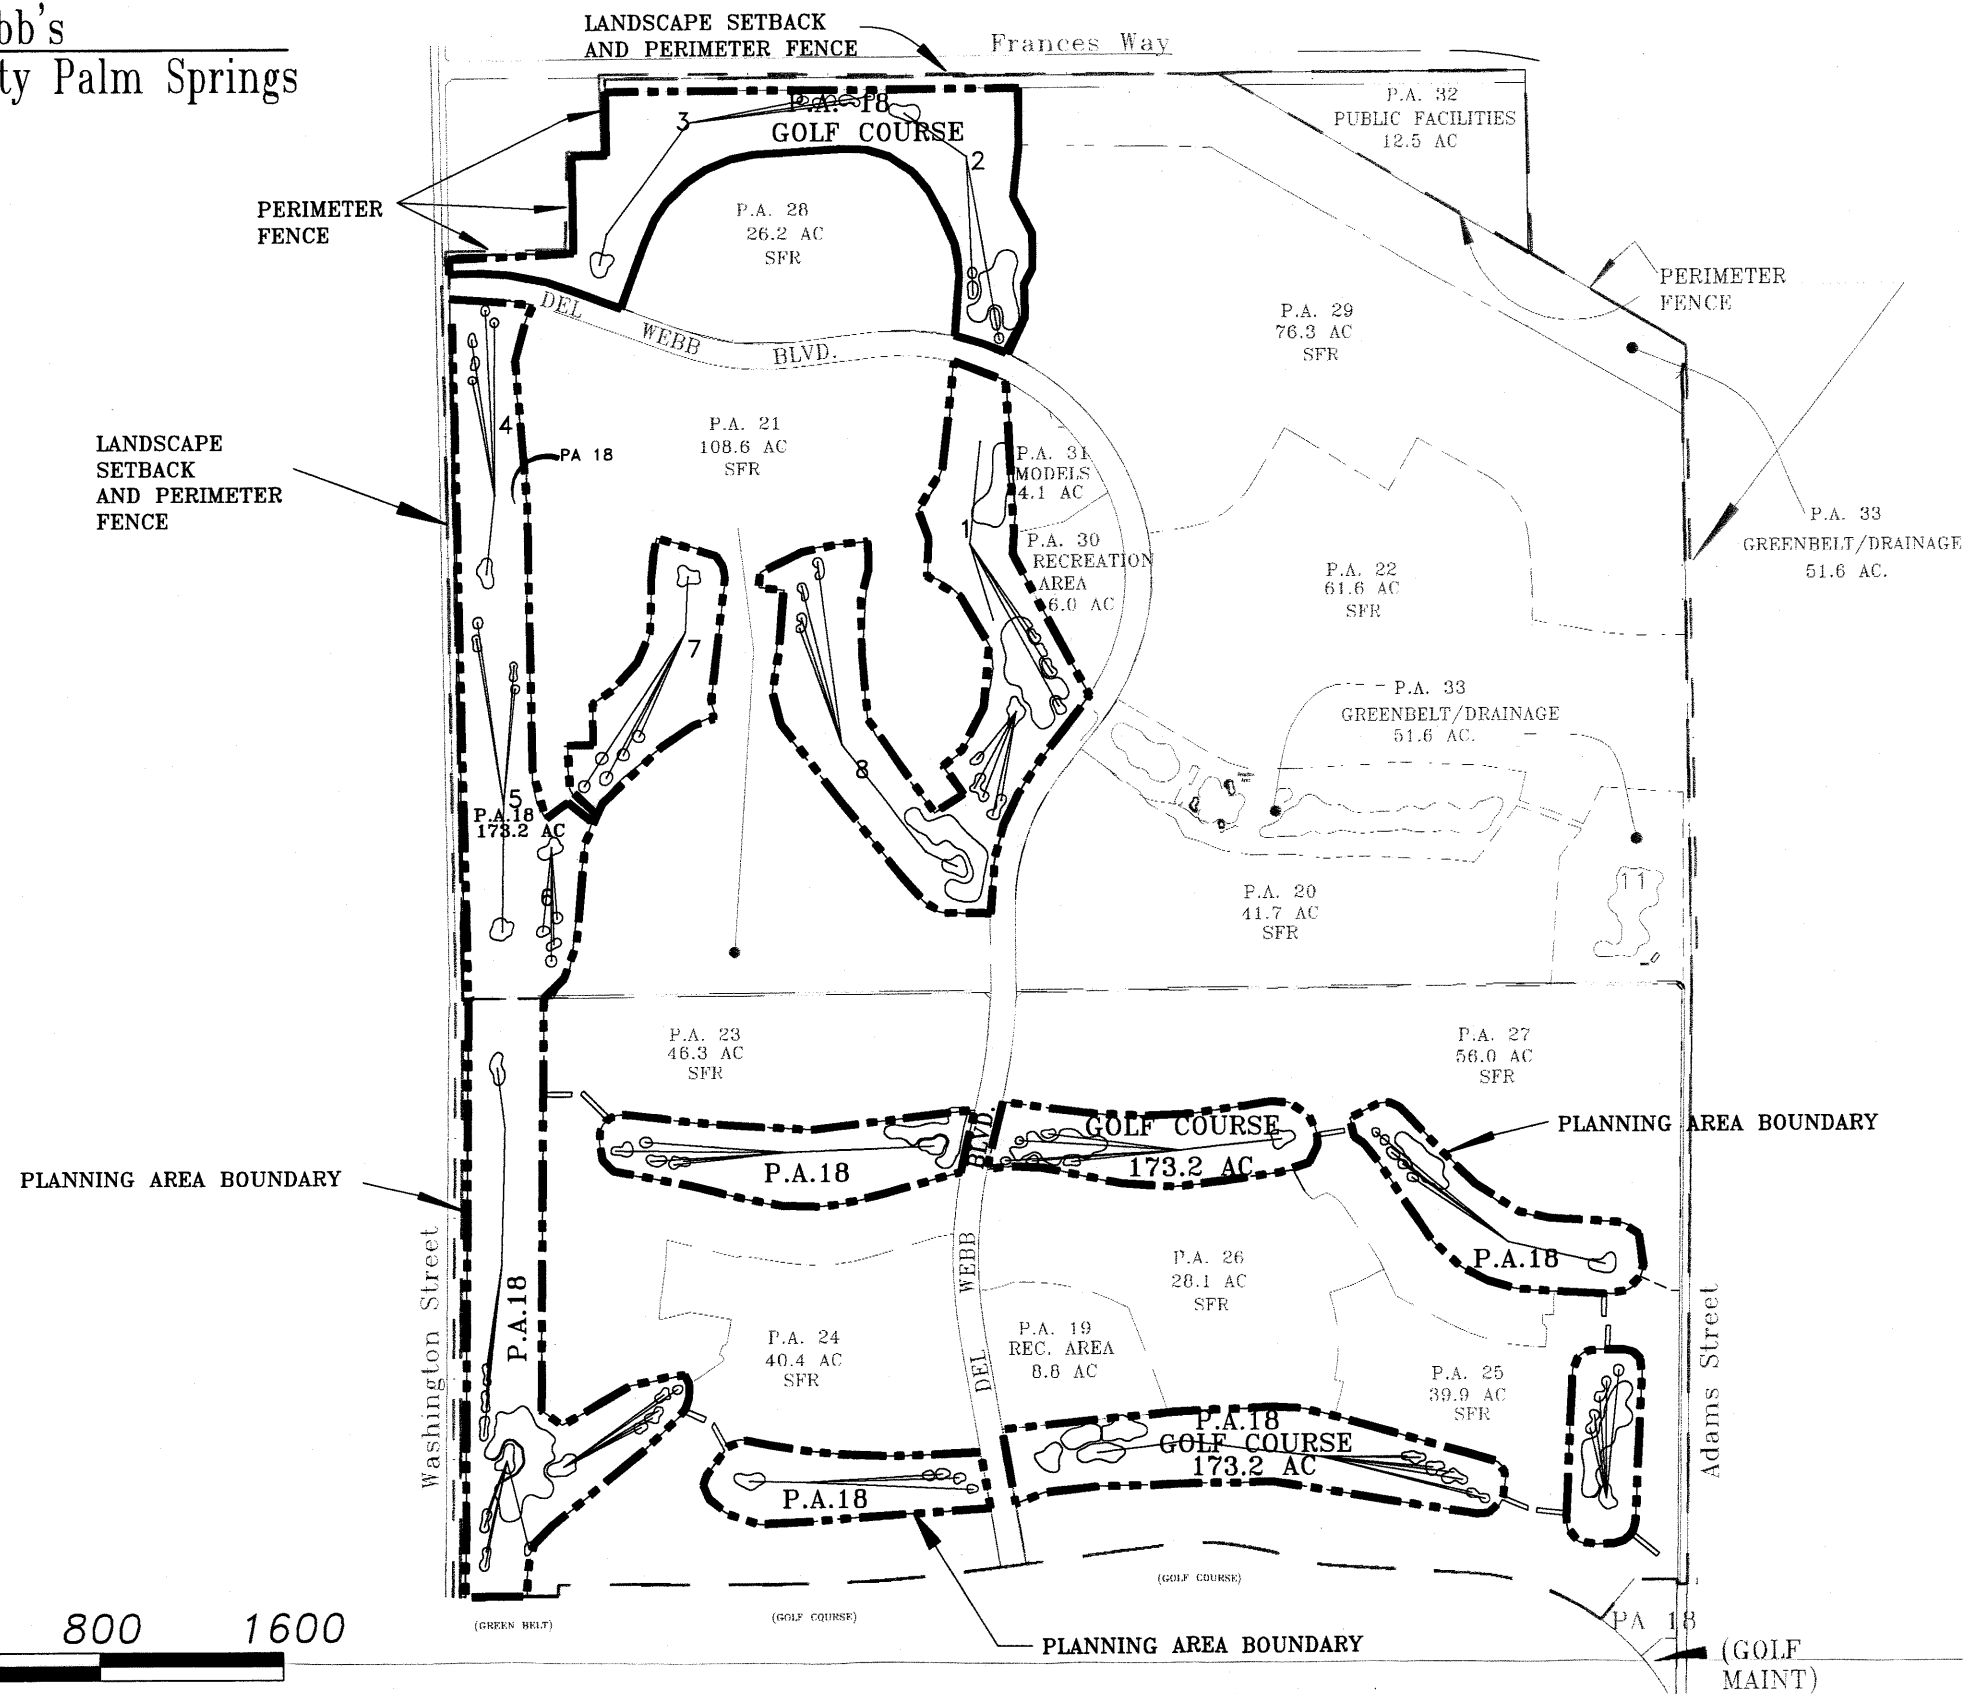 bb's
ty Palm Springs
LANDSCAPE SETBACK
AND PERIMETER FENCE
Frances Way
P.A. 18
GOLF COURSE
3
2
P.A. 32
PUBLIC FACILITIES
12.5 AC
PERIMETER
FENCE
P.A. 28
26.2 AC
SFR
PERIMETER
FENCE
DEL
WEBB
BLVD.
P.A. 29
76.3 AC
SFR
4
PA 18
P.A. 21
108.6 AC
SFR
LANDSCAPE
SETBACK
AND PERIMETER
FENCE
P.A. 31
MODELS
4.1 AC
1
P.A. 30
RECREATION
AREA
6.0 AC
P.A. 22
61.6 AC
SFR
P.A. 33
GREENBELT/DRAINAGE
51.6 AC.
7
8
P.A. 33
GREENBELT/DRAINAGE
51.6 AC.
5
P.A.18
173.2 AC
6
P.A. 20
41.7 AC
SFR
11
P.A. 23
46.3 AC
SFR
P.A. 27
56.0 AC
SFR
BLVD.
GOLF COURSE
173.2 AC
P.A.18
PLANNING AREA BOUNDARY
PLANNING AREA BOUNDARY
P.A.18
P.A.18
Washington Street
WEBB
DEL
P.A. 26
28.1 AC
SFR
P.A. 24
40.4 AC
SFR
P.A. 19
REC. AREA
8.8 AC
P.A. 25
39.9 AC
SFR
Adams Street
P.A.18
GOLF COURSE
173.2 AC
P.A.18
(GOLF COURSE)
(GREEN BELT)
(GOLF COURSE)
PLANNING AREA BOUNDARY
PA 18
(GOLF
MAINT)
800
1600